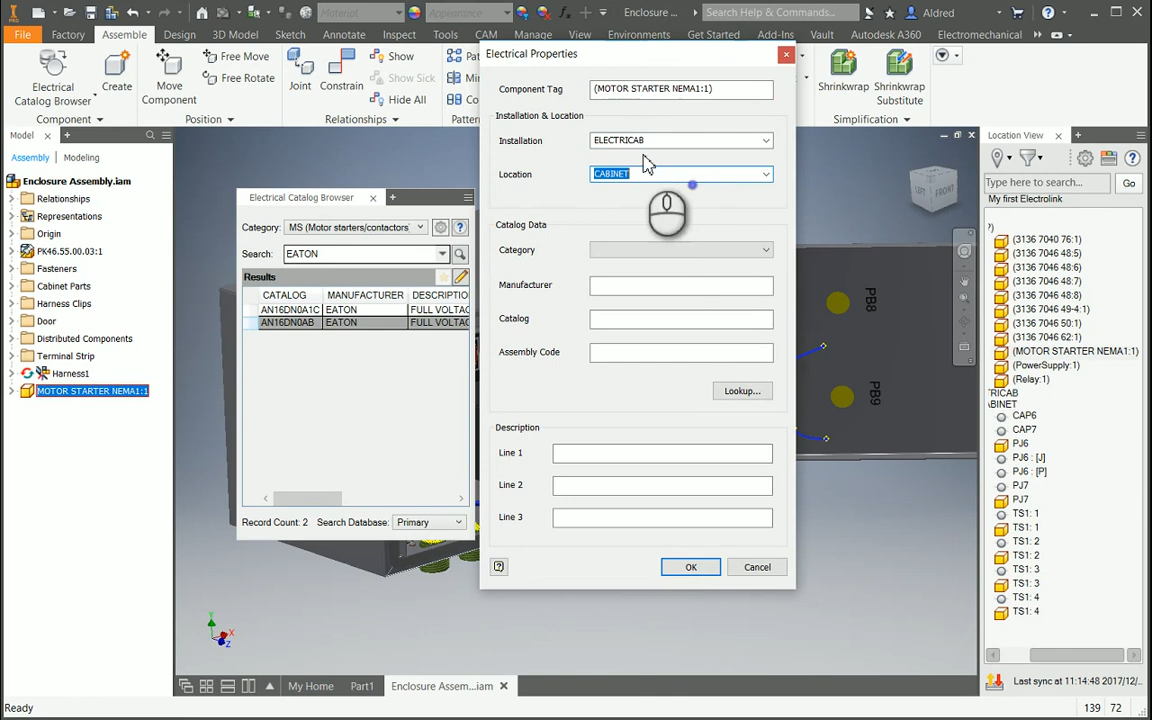 PRO
Material
Appearance
fx
Enclosure ...
Search Help & Commands...
Aldred
File
Factory
Assemble
Design
3D Model
Sketch
Annotate
Inspect
Tools
CAM
Manage
View
Environments
Get Started
Add-Ins
Vault
Autodesk A360
Electromechanical
Electrical
Catalog Browser
Create
Component
Move
Component
Free Move
Free Rotate
Position
Joint
Constrain
Show
Show Sick
Hide All
Relationships
Pat
Cop
Pattern
Shrinkwrap
Shrinkwrap
Substitute
Simplification
Model
Assembly
Modeling
Enclosure Assembly.iam
Relationships
Representations
Origin
PK46.55.00.03:1
Fasteners
Cabinet Parts
Harness Clips
Door
Distributed Components
Terminal Strip
Harness1
MOTOR STARTER NEMA1:1
Electrical Catalog Browser
Category:
MS (Motor starters/contactors)
Search:
EATON
Results
CATALOG
MANUFACTURER
DESCRIPTIO
AN16DN0A1C
EATON
FULL VOLTAG
AN16DN0AB
EATON
FULL VOLTAG
Record Count: 2
Search Database:
Primary
Electrical Properties
Component Tag
(MOTOR STARTER NEMA1:1)
Installation & Location
Installation
ELECTRICAB
Location
CABINET
Catalog Data
Category
Manufacturer
Catalog
Assembly Code
Lookup...
Description
Line 1
Line 2
Line 3
OK
Cancel
PB8
PB9
Location View
Type here to search...
Go
My first Electrolink
?)
(3136 7040 76:1)
(3136 7046 48:5)
(3136 7046 48:6)
(3136 7046 48:7)
(3136 7046 48:8)
(3136 7046 49-4:1)
(3136 7046 50:1)
(3136 7046 62:1)
(MOTOR STARTER NEMA1:1)
(PowerSupply:1)
(Relay:1)
TRICAB
ABINET
CAP6
CAP7
PJ6
PJ6 : [J]
PJ6 : [P]
PJ7
PJ7
TS1: 1
TS1: 1
TS1: 2
TS1: 2
TS1: 3
TS1: 3
TS1: 4
TS1: 4
Last sync at 11:14:48 2017/12/
Y
X
Z
My Home
Part1
Enclosure Assem...iam
Ready
139
72